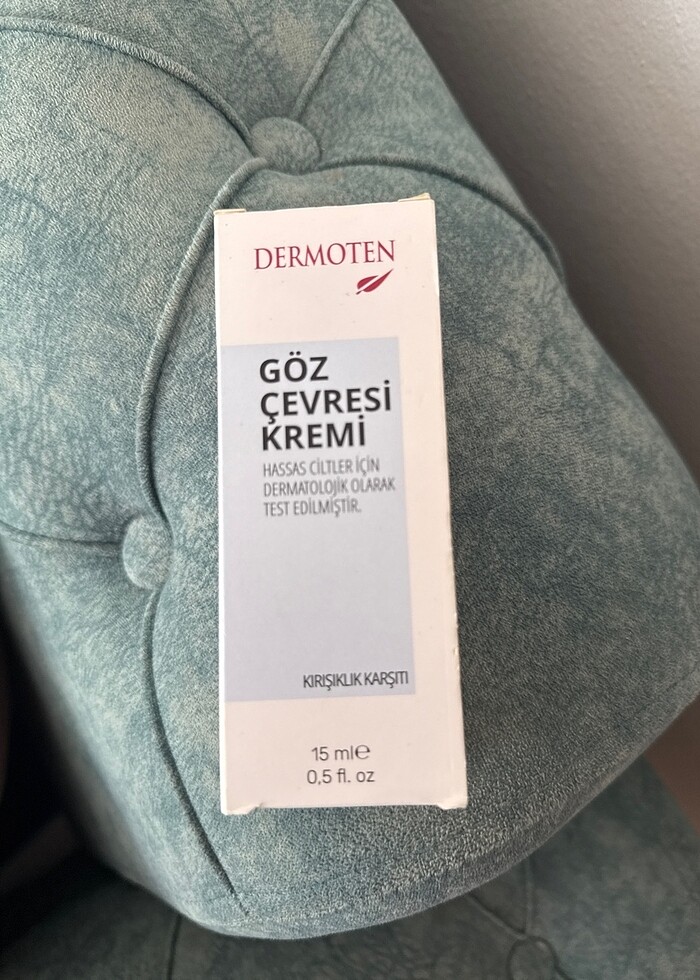 DERMOTEN
GÖZ
ÇEVRESİ
KREMİ
HASSAS CİLTLER İÇİN
DERMATOLOJİK OLARAK
TEST EDİLMİŞTİR.
KIRIŞIKLIK KARŞITI
15 ml℮
0,5 fl. oz